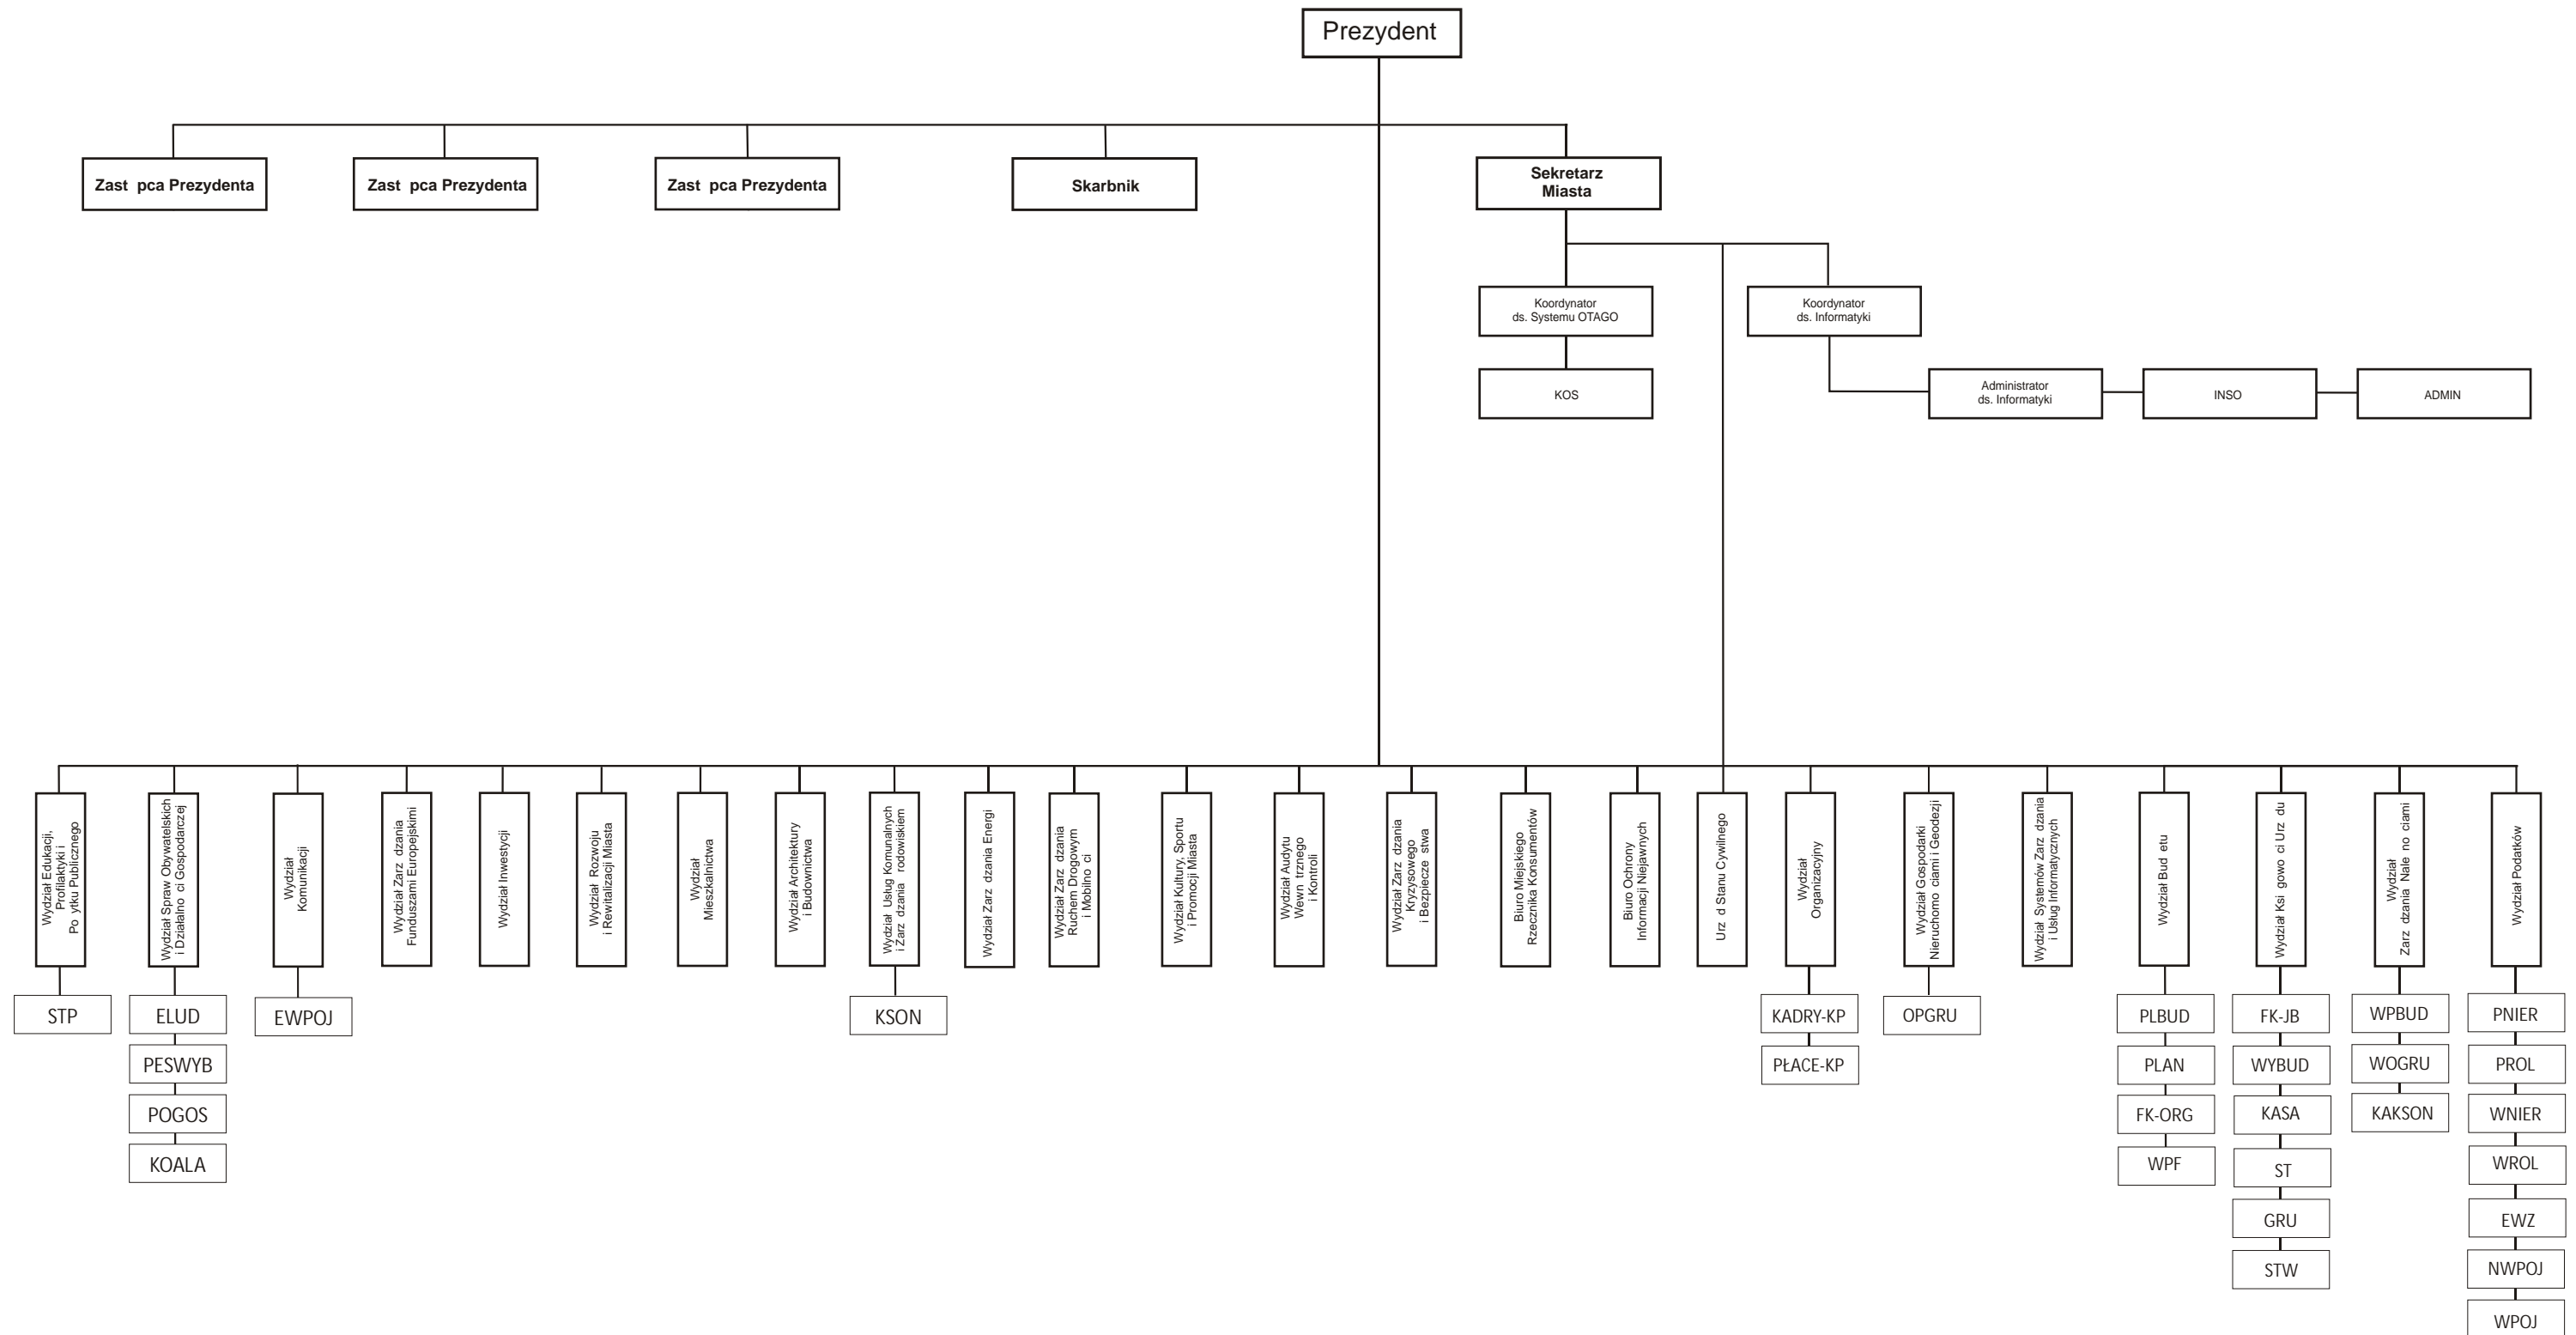 Prezydent
Zast pca Prezydenta
Zast pca Prezydenta
Zast pca Prezydenta
Skarbnik
Sekretarz
Miasta
Koordynator
ds. Systemu OTAGO
Koordynator
ds. Informatyki
KOS
Administrator
ds. Informatyki
INSO
ADMIN
Wydział Edukacji,
Profilaktyki i
Po ytku Publicznego
Wydział Spraw Obywatelskich
i Działalno ci Gospodarczej
Wydział
Komunikacji
Wydział Zarz dzania
Funduszami Europejskimi
Wydział Inwestycji
Wydział Rozwoju
i Rewitalizacji Miasta
Wydział
Mieszkalnictwa
Wydział Architektury
i Budownictwa
Wydział Usług Komunalnych
i Zarz dzania rodowiskiem
Wydział Zarz dzania Energi
Wydział Zarz dzania
Ruchem Drogowym
i Mobilno ci
Wydział Kultury, Sportu
i Promocji Miasta
Wydział Audytu
Wewn trznego
i Kontroli
Wydział Zarz dzania
Kryzysowego
i Bezpiecze stwa
Biuro Miejskiego
Rzecznika Konsumentów
Biuro Ochrony
Informacji Niejawnych
Urz d Stanu Cywilnego
Wydział
Organizacyjny
Wydział Gospodarki
Nieruchomo ciami i Geodezji
Wydział Systemów Zarz dzania
i Usług Informatycznych
Wydział Bud etu
Wydział Ksi gowo ci Urz du
Wydział
Zarz dzania Nale no ciami
Wydział Podatków
STP
ELUD
PESWYB
POGOS
KOALA
EWPOJ
KSON
KADRY-KP
PŁACE-KP
OPGRU
PLBUD
PLAN
FK-ORG
WPF
FK-JB
WYBUD
KASA
ST
GRU
STW
WPBUD
WOGRU
KAKSON
PNIER
PROL
WNIER
WROL
EWZ
NWPOJ
WPOJ